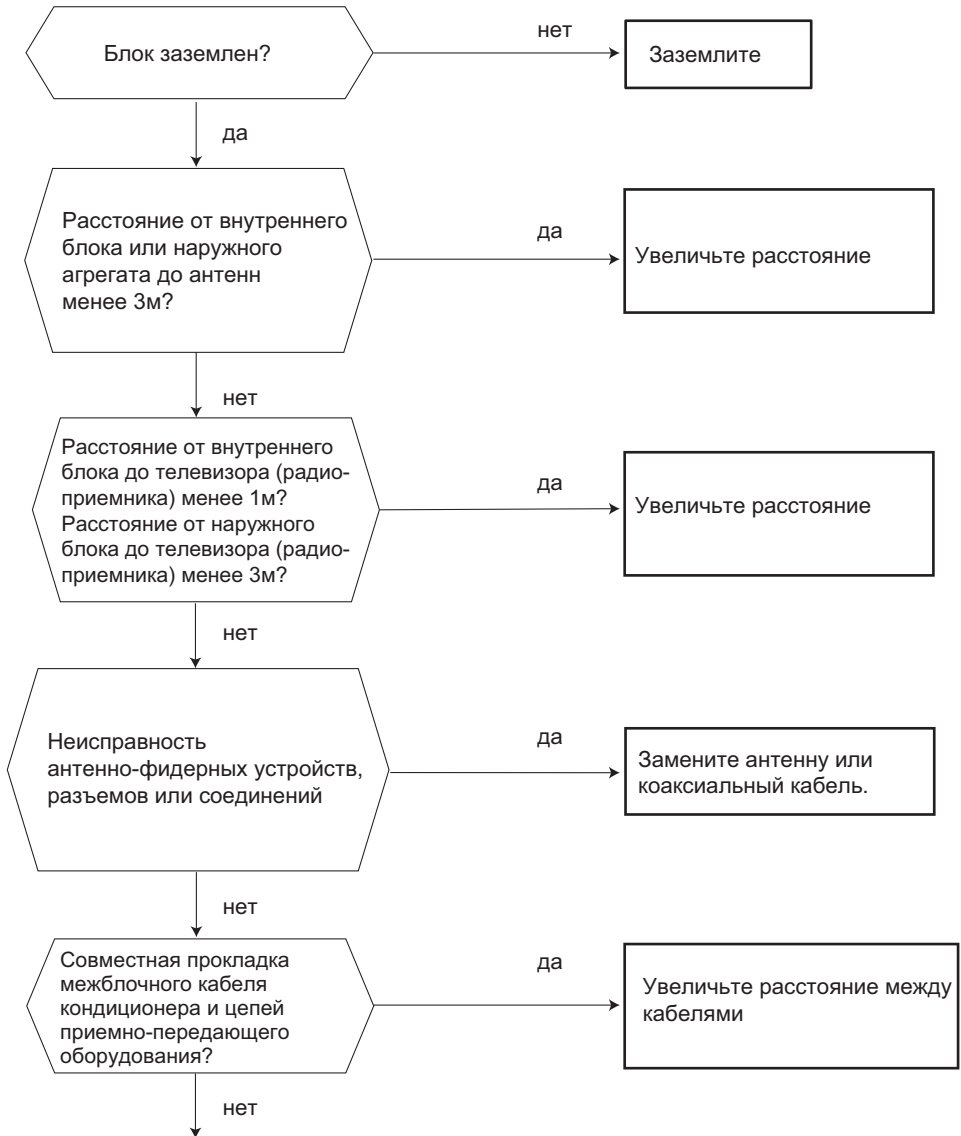 Блок заземлен?
нет
Заземлите
да
Расстояние от внутреннего
блока или наружного
агрегата до антенн
менее 3м?
да
Увеличьте расстояние
нет
Расстояние от внутреннего
блока до телевизора (радио-
приемника) менее 1м?
Расстояние от наружного
блока до телевизора (радио-
приемника) менее 3м?
да
Увеличьте расстояние
нет
Неисправность
антенно-фидерных устройств,
разъемов или соединений
да
Замените антенну или
коаксиальный кабель.
нет
Совместная прокладка
межблочного кабеля
кондиционера и цепей
приемно-передающего
оборудования?
да
Увеличьте расстояние между
кабелями
нет